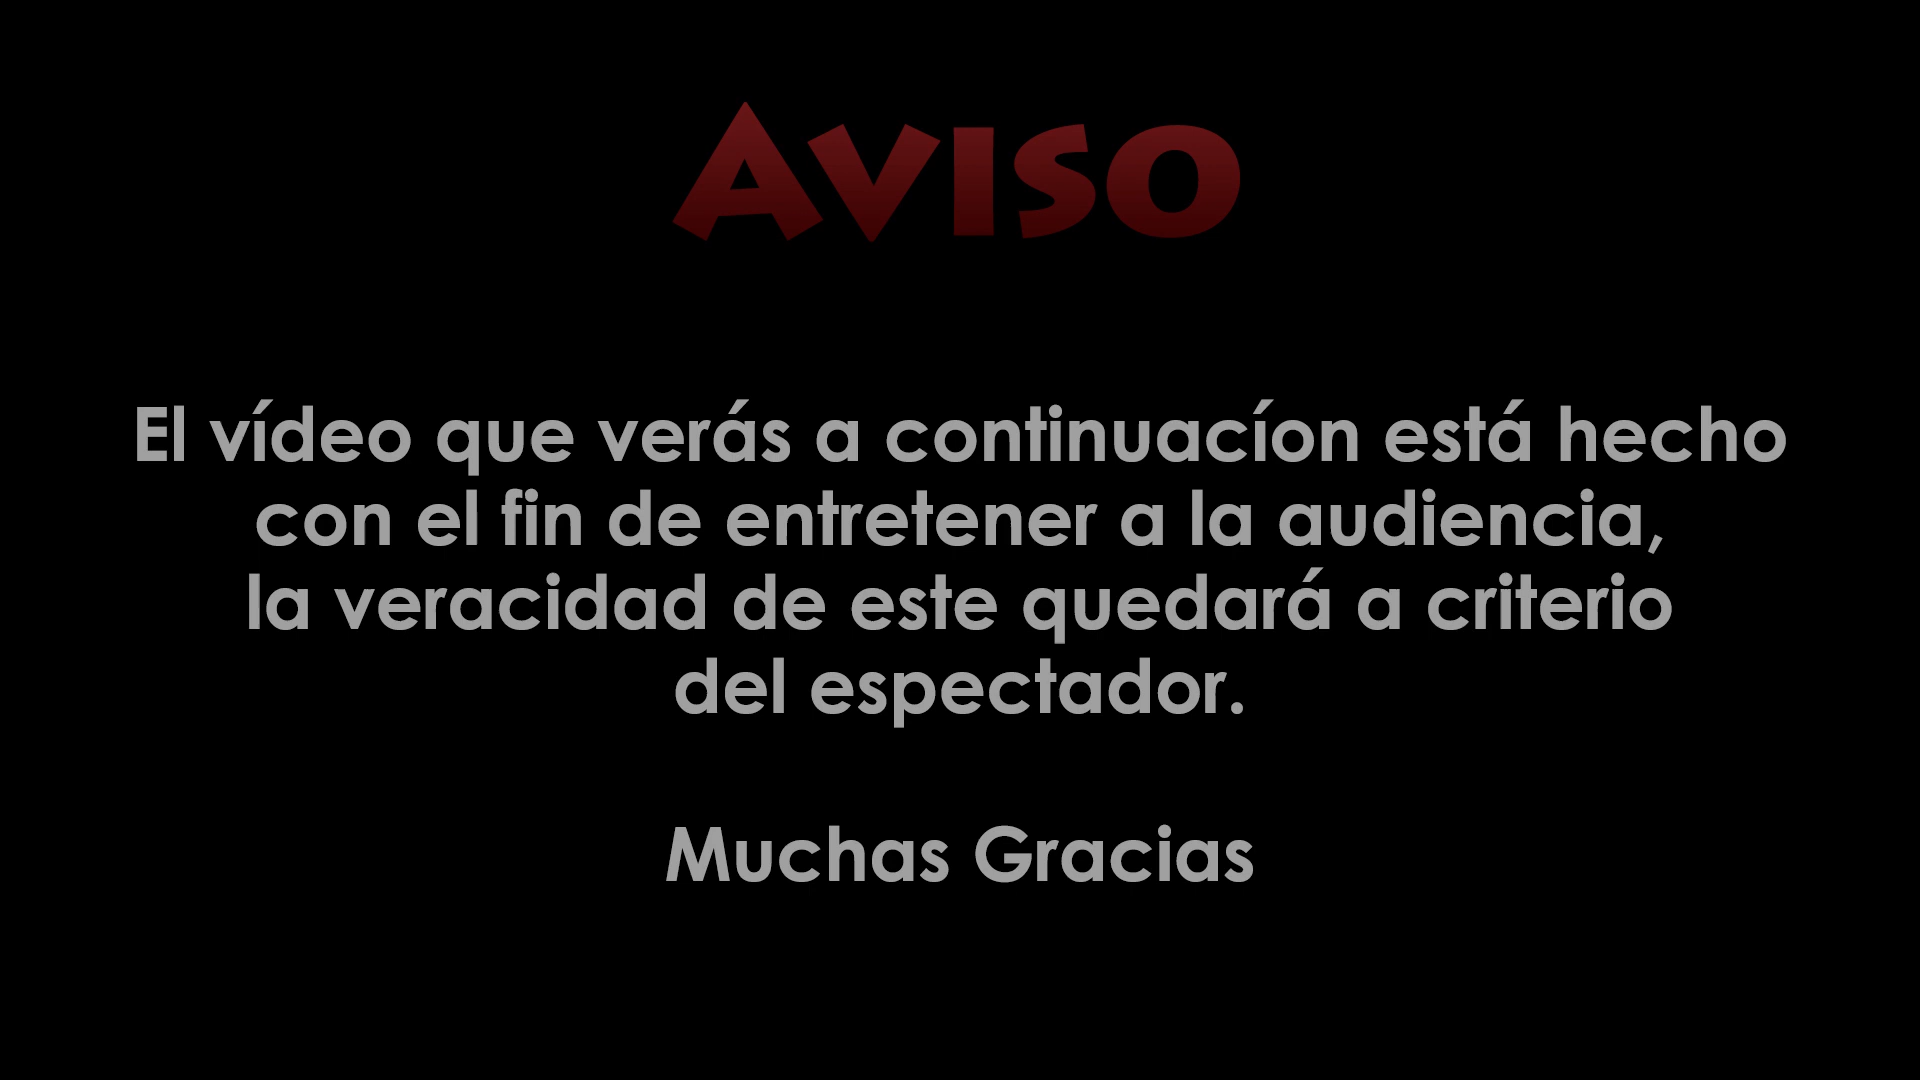 Aviso
El vídeo que verás a continuacíon está hecho
con el fin de entretener a la audiencia,
la veracidad de este quedará a criterio
del espectador.
Muchas Gracias